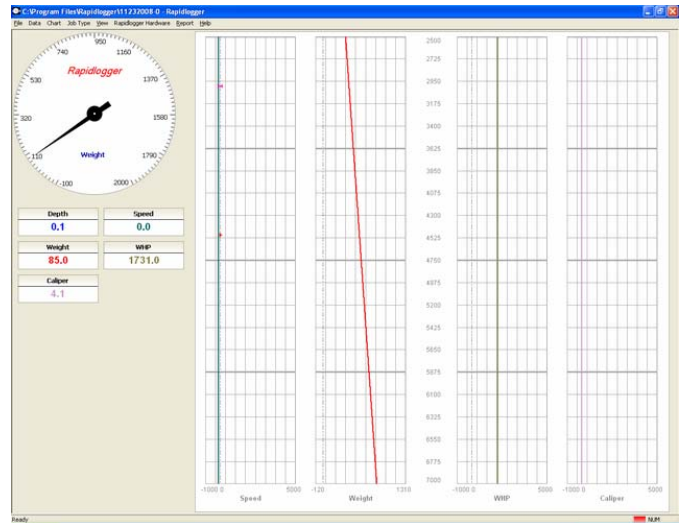 C:\Program Files\Rapidlogger\11232008-0 - Rapidlogger
File Data Chart Job Type View Rapidlogger Hardware Report Help
950
740 1160
Rapidlogger
530 1370
320 1580
110 Weight 1790
-100 2000
Depth Speed
0.1 0.0
Weight WHP
85.0 1731.0
Caliper
4.1
2500
2725
2950
3175
3400
3625
3850
4075
4300
4525
4750
4975
5200
5425
5650
5875
6100
6325
6550
6775
7000
-1000 0 5000 -120 1310 -1000 0 5000 -1000 0 5000
Speed Weight WHP Caliper
Ready NUM